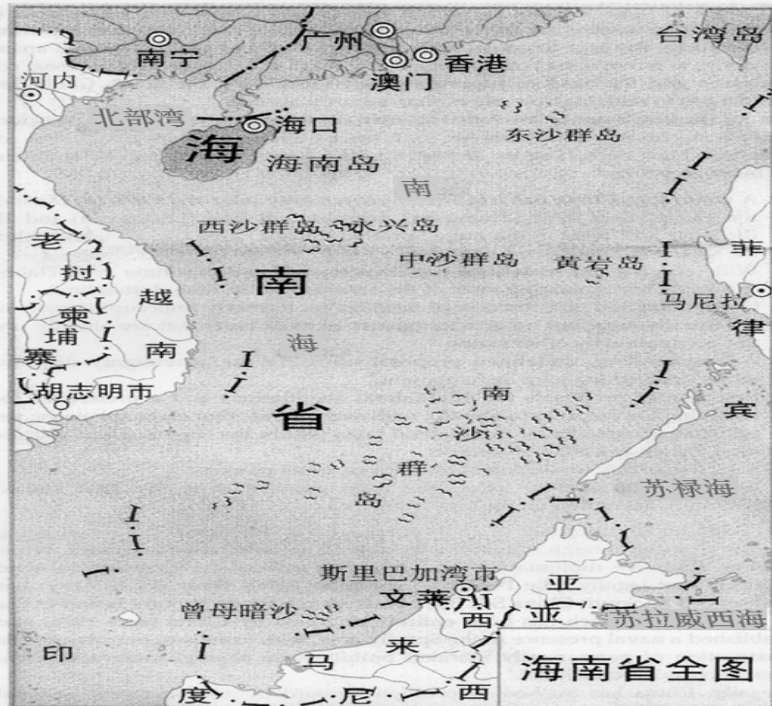 广州
台湾岛
南宁
香港
澳门
河内
北部湾
海口
东沙群岛
海
海南岛
南
西沙群岛
永兴岛
老
挝
中沙群岛
黄岩岛
菲
南
越
马尼拉
柬
埔
律
南
海
寨
胡志明市
南
宾
省
沙
群
岛
苏禄海
斯里巴加湾市
亚
文莱
曾母暗沙
西
亚
苏拉威西海
来
印
马
海南省全图
度
尼
西